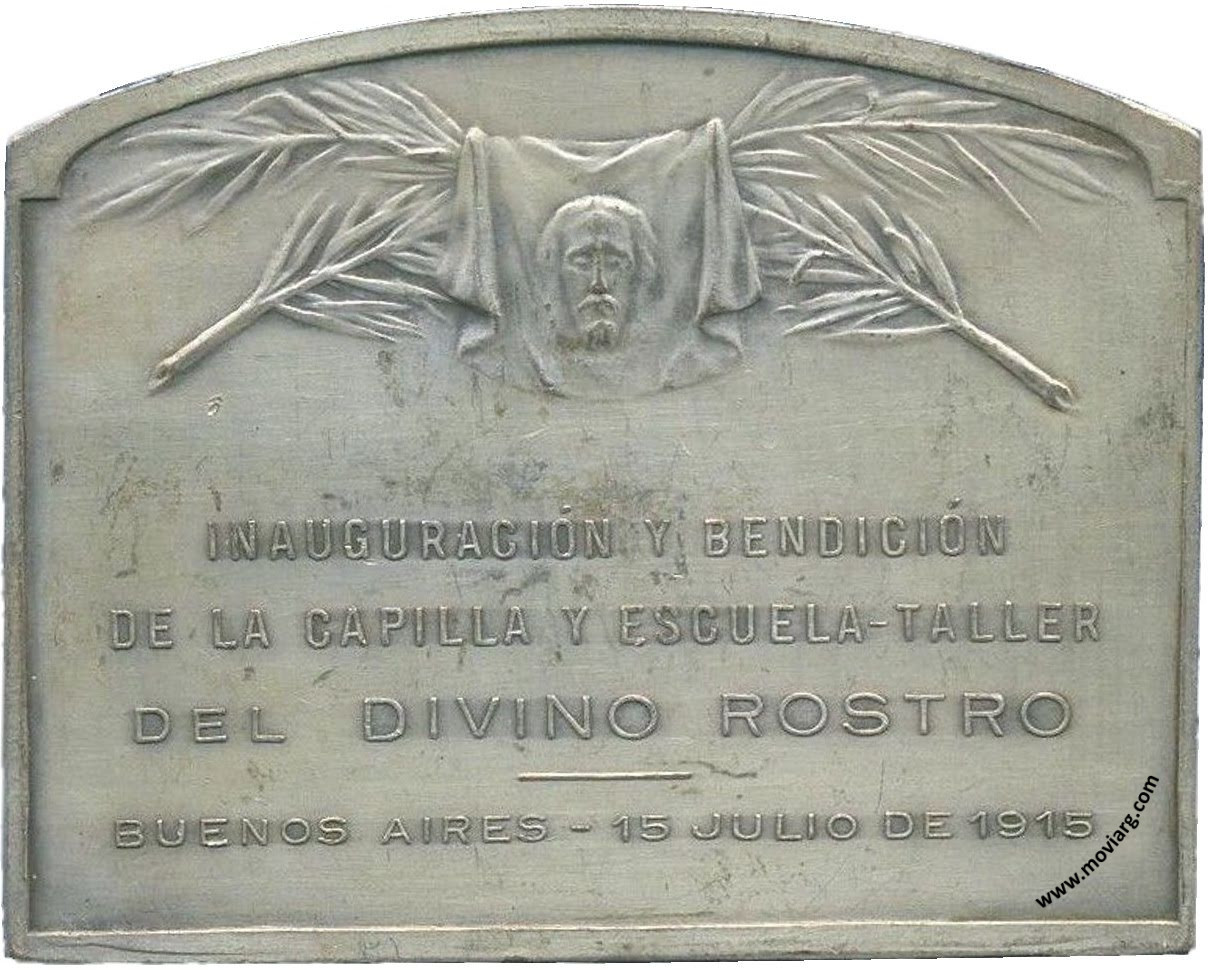 INAUGURACIÓN Y BENDICIÓN
DE LA CAPILLA Y ESCUELA-TALLER
DEL DIVINO ROSTRO
BUENOS AIRES - 15 JULIO DE 1915
www.moviarg.com